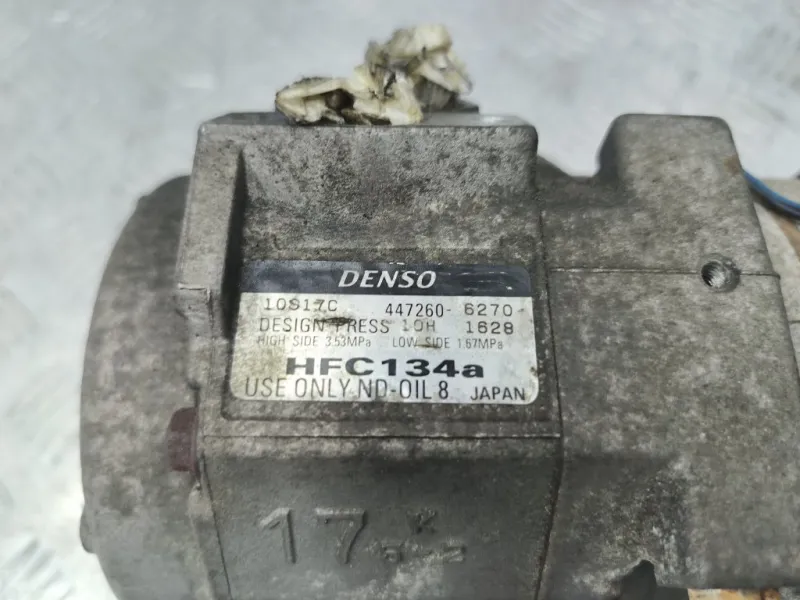 DENSO
10S17C 447260- 6270
DESIGN PRESS 10H 1628
HIGH SIDE 3.53MPa LOW SIDE 1.67MPa
HFC134a
USE ONLY ND-OIL 8 JAPAN
17 K